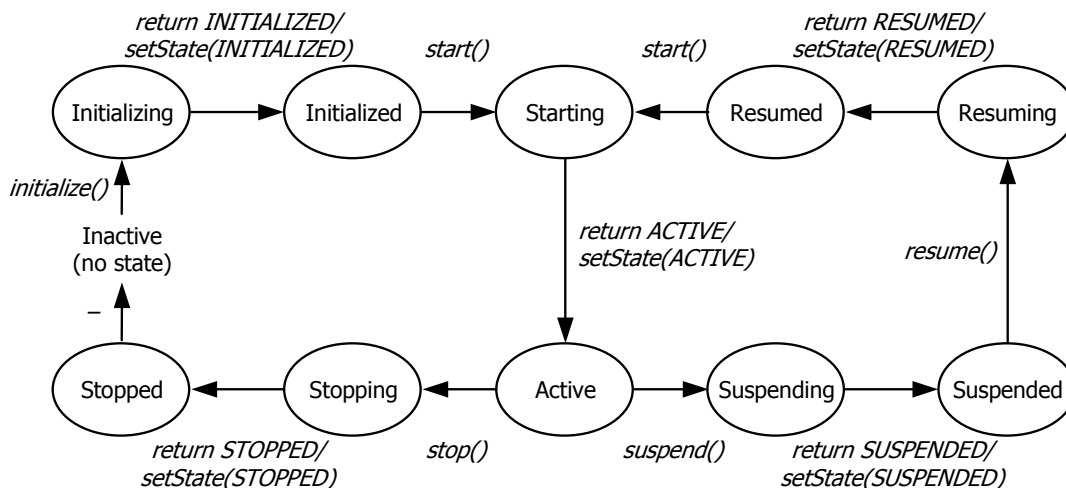 return INITIALIZED/
setState(INITIALIZED)
start()
start()
return RESUMED/
setState(RESUMED)
Initializing
Initialized
Starting
Resumed
Resuming
initialize()
Inactive
(no state)
–
return ACTIVE/
setState(ACTIVE)
resume()
Stopped
Stopping
Active
Suspending
Suspended
return STOPPED/
setState(STOPPED)
stop()
suspend()
return SUSPENDED/
setState(SUSPENDED)